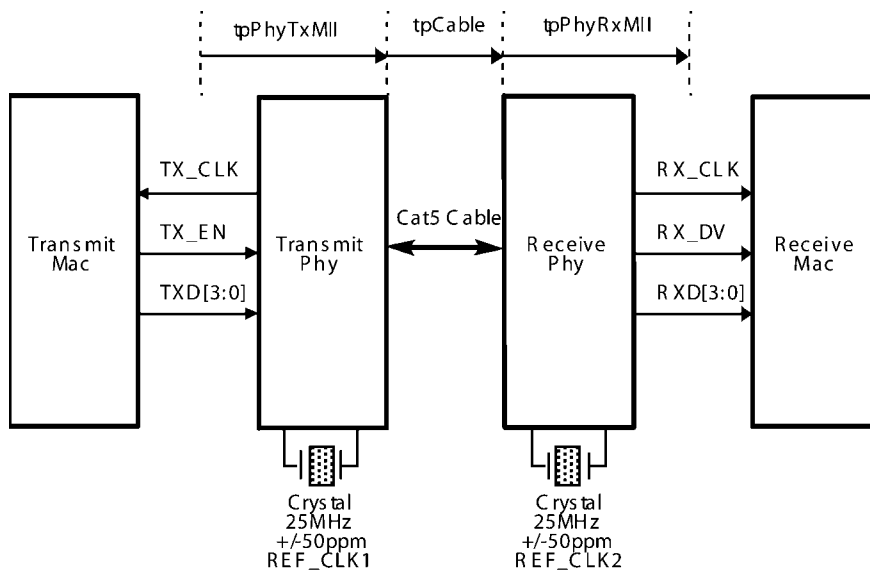 tpPhyTxMII
tpCable
tpPhyRxMII
TX_CLK
TX_EN
TXD[3:0]
Transmit
Mac
Transmit
Phy
Cat5 Cable
Receive
Phy
RX_CLK
RX_DV
RXD[3:0]
Receive
Mac
Crystal
25MHz
+/-50ppm
REF_CLK1
Crystal
25MHz
+/-50ppm
REF_CLK2